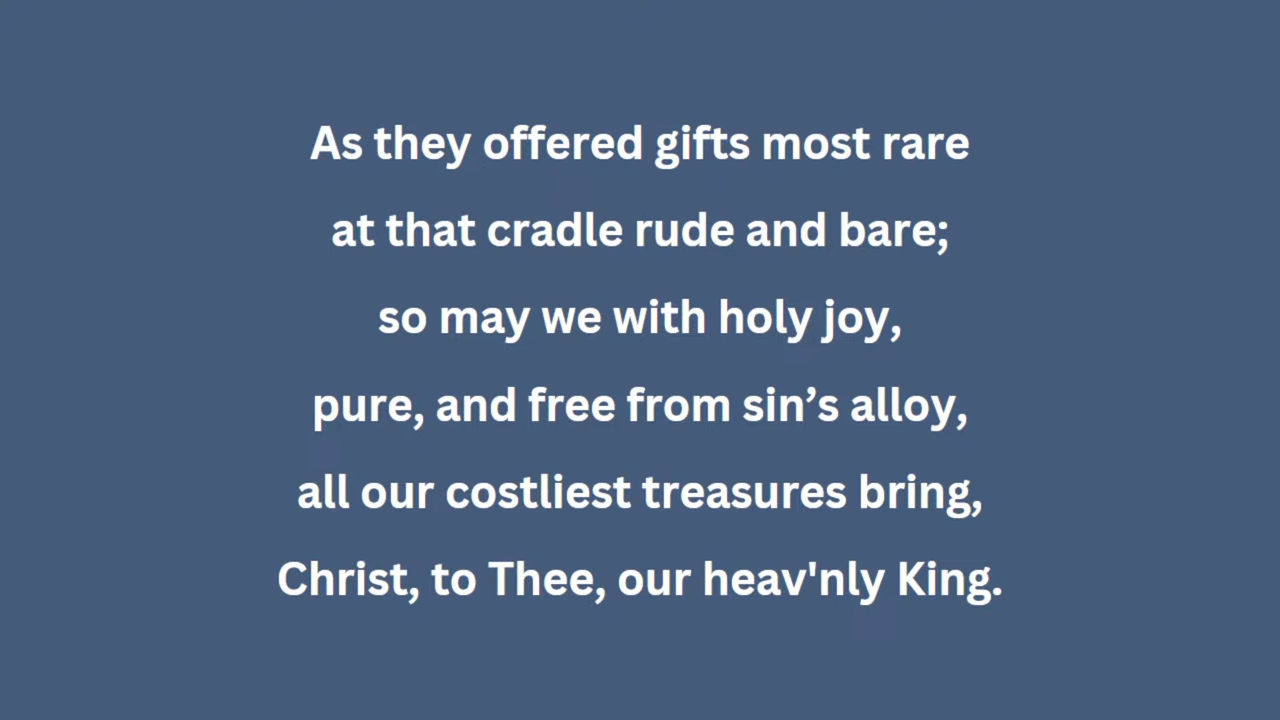 As they offered gifts most rare
at that cradle rude and bare;
so may we with holy joy,
pure, and free from sin’s alloy,
all our costliest treasures bring,
Christ, to Thee, our heav'nly King.